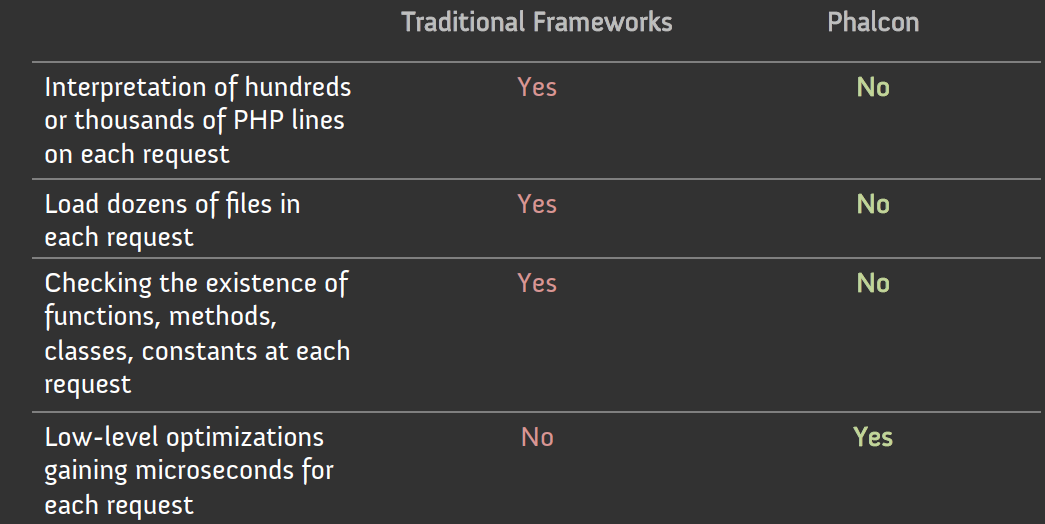 Traditional Frameworks Phalcon
Interpretation of hundreds Yes No
or thousands of PHP lines
on each request
Load dozens of files in Yes No
each request
Checking the existence of Yes No
functions, methods,
classes, constants at each
request
Low-level optimizations No Yes
gaining microseconds for
each request